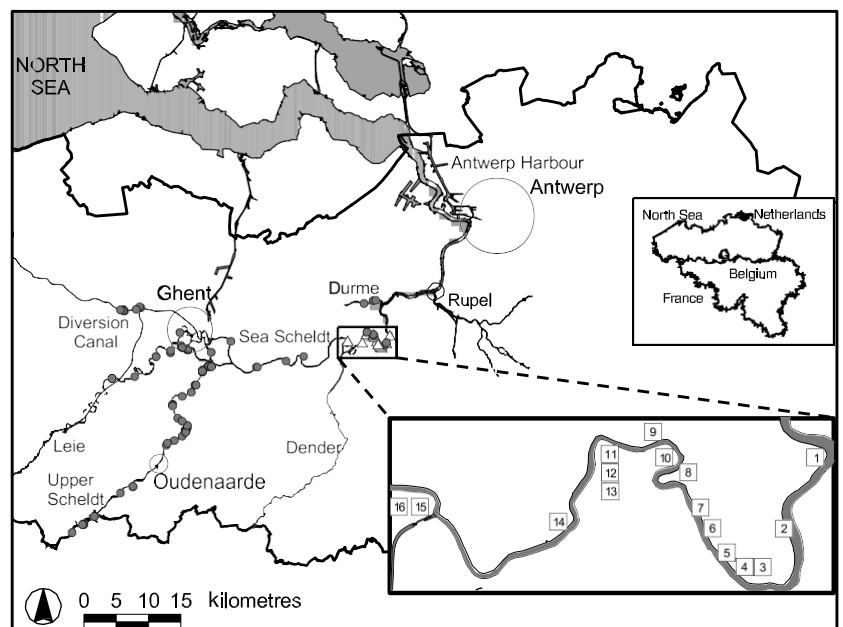 NORTH
SEA
Antwerp Harbour
Antwerp
North Sea
Netherlands
Belgium
France
Durme
Rupel
Ghent
Diversion
Canal
Sea Scheldt
Leie
Dender
Upper
Scheldt
Oudenaarde
9
1
11
10
12
8
13
16
15
7
14
6
2
5
4
3
0 5 10 15 kilometres